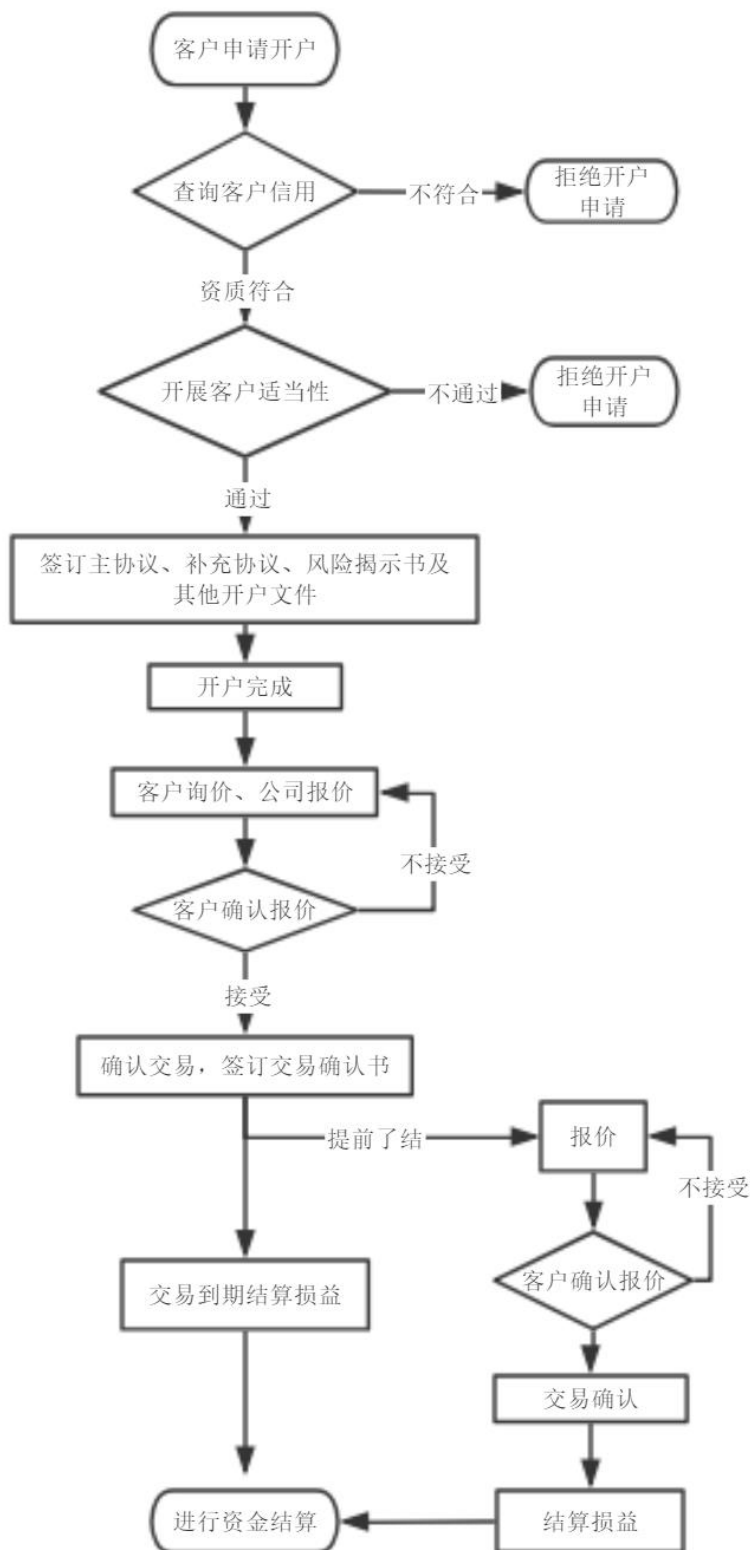 客户申请开户
查询客户信用
不符合
拒绝开户
申请
资质符合
开展客户适当性
不通过
拒绝开户
申请
通过
签订主协议、补充协议、风险揭示书及
其他开户文件
开户完成
客户询价、公司报价
不接受
客户确认报价
接受
确认交易，签订交易确认书
提前了结
报价
不接受
交易到期结算损益
客户确认报价
交易确认
进行资金结算
结算损益